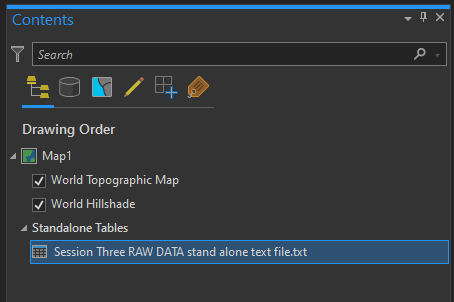 Contents
Search
Drawing Order
Map1
World Topographic Map
World Hillshade
Standalone Tables
Session Three RAW DATA stand alone text file.txt